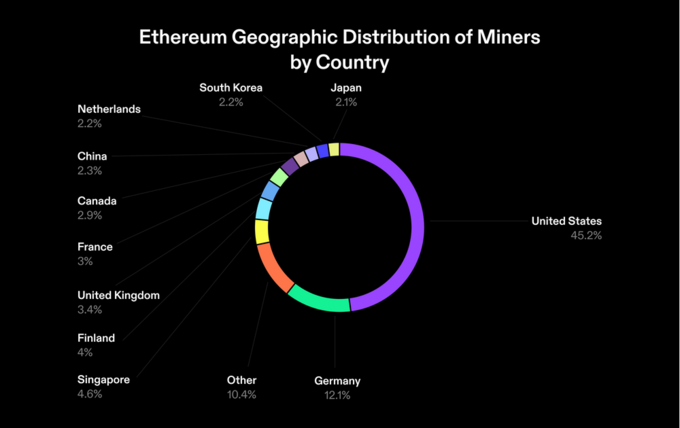 Ethereum Geographic Distribution of Miners
by Country
South Korea
2.2%
Japan
2.1%
Netherlands
2.2%
China
2.3%
Canada
2.9%
France
3%
United Kingdom
3.4%
Finland
4%
Singapore
4.6%
Other
10.4%
Germany
12.1%
United States
45.2%